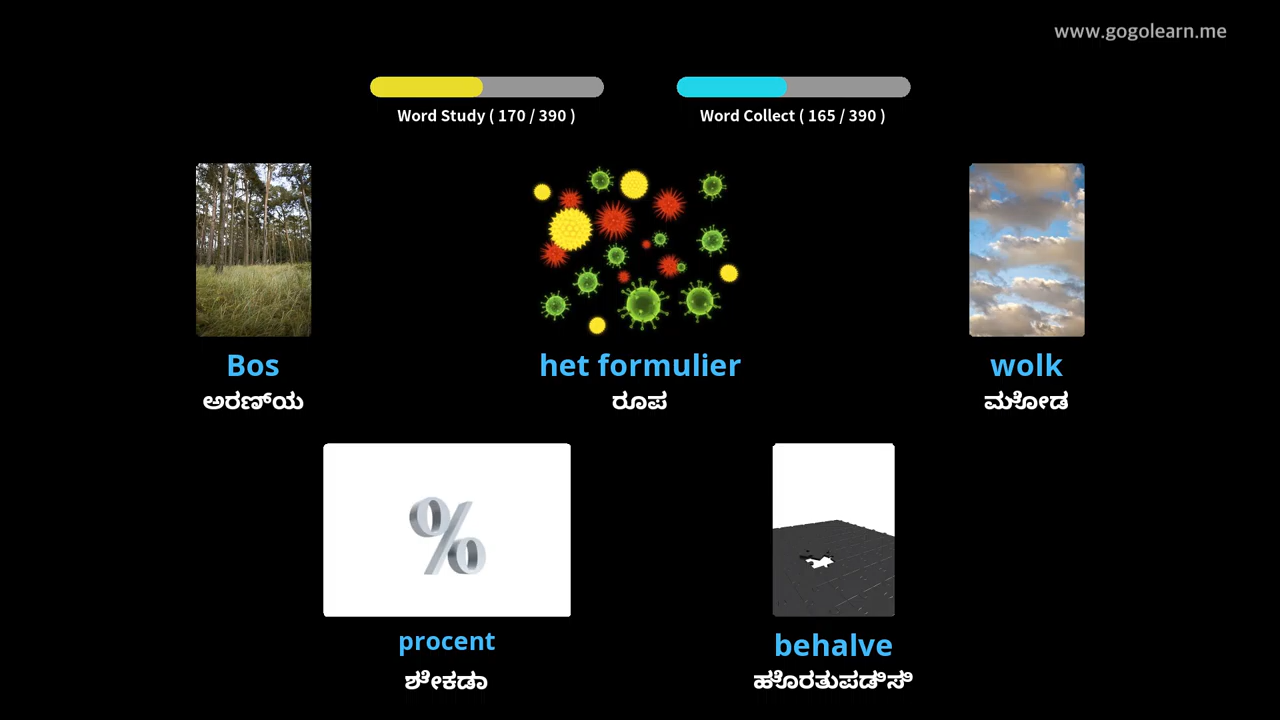 www.gogolearn.me
Word Study ( 170 / 390 )
Word Collect ( 165 / 390 )
Bos
ಅರಣ್ಯ
het formulier
ರೂಪ
wolk
ಮೋಡ
procent
ಶೇಕಡಾ
behalve
ಹೊರತುಪಡಿಸಿ